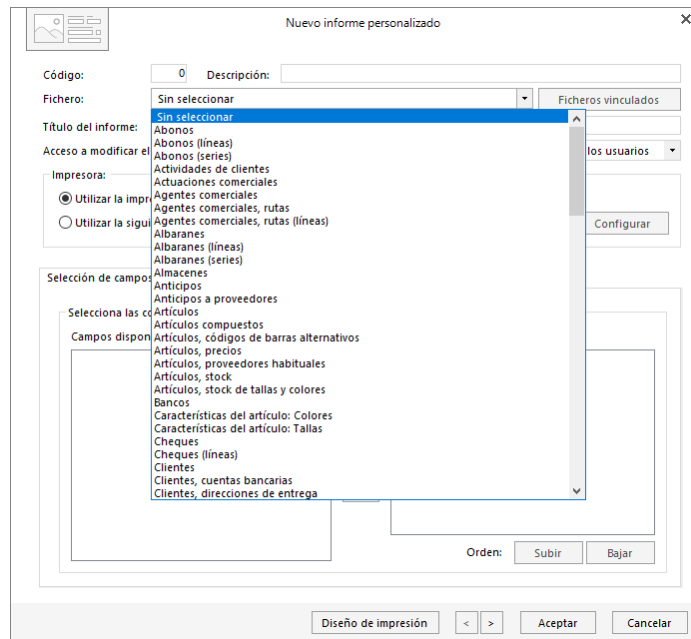 Nuevo informe personalizado
Código: 0 Descripción:
Fichero: Sin seleccionar Ficheros vinculados
Sin seleccionar
Título del informe:
Abonos
Abonos (líneas)
Acceso a modificar el los usuarios
Abonos (series)
Actividades de clientes
Impresora:
Actuaciones comerciales
Utilizar la impre
Agentes comerciales
Agentes comerciales, rutas
Utilizar la sigui Configurar
Agentes comerciales, rutas (líneas)
Albaranes
Albaranes (líneas)
Albaranes (series)
Almacenes
Selección de campos
Anticipos
Anticipos a proveedores
Selecciona las co
Artículos
Artículos compuestos
Campos dispon
Artículos, códigos de barras alternativos
Artículos, precios
Artículos, proveedores habituales
Artículos, stock
Artículos, stock de tallas y colores
Bancos
Características del artículo: Colores
Características del artículo: Tallas
Cheques
Cheques (líneas)
Clientes
Clientes, cuentas bancarias
Clientes, direcciones de entrega
Orden: Subir Bajar
Diseño de impresión < > Aceptar Cancelar